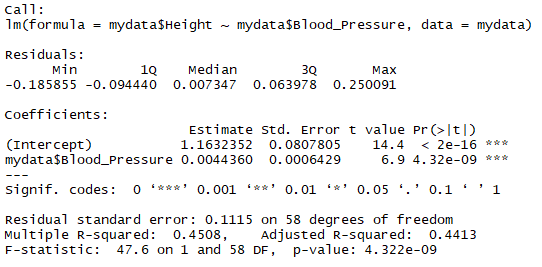 Call:
lm(formula = mydata$Height ~ mydata$Blood_Pressure, data = mydata)
Residuals:
Min 1Q Median 3Q Max
-0.185855 -0.094440 0.007347 0.063978 0.250091
Coefficients:
Estimate Std. Error t value Pr(>|t|)
(Intercept) 1.1632352 0.0807805 14.4 < 2e-16 ***
mydata$Blood_Pressure 0.0044360 0.0006429 6.9 4.32e-09 ***
---
Signif. codes: 0 ‘***’ 0.001 ‘**’ 0.01 ‘*’ 0.05 ‘.’ 0.1 ‘ ’ 1
Residual standard error: 0.1115 on 58 degrees of freedom
Multiple R-squared: 0.4508, Adjusted R-squared: 0.4413
F-statistic: 47.6 on 1 and 58 DF, p-value: 4.322e-09